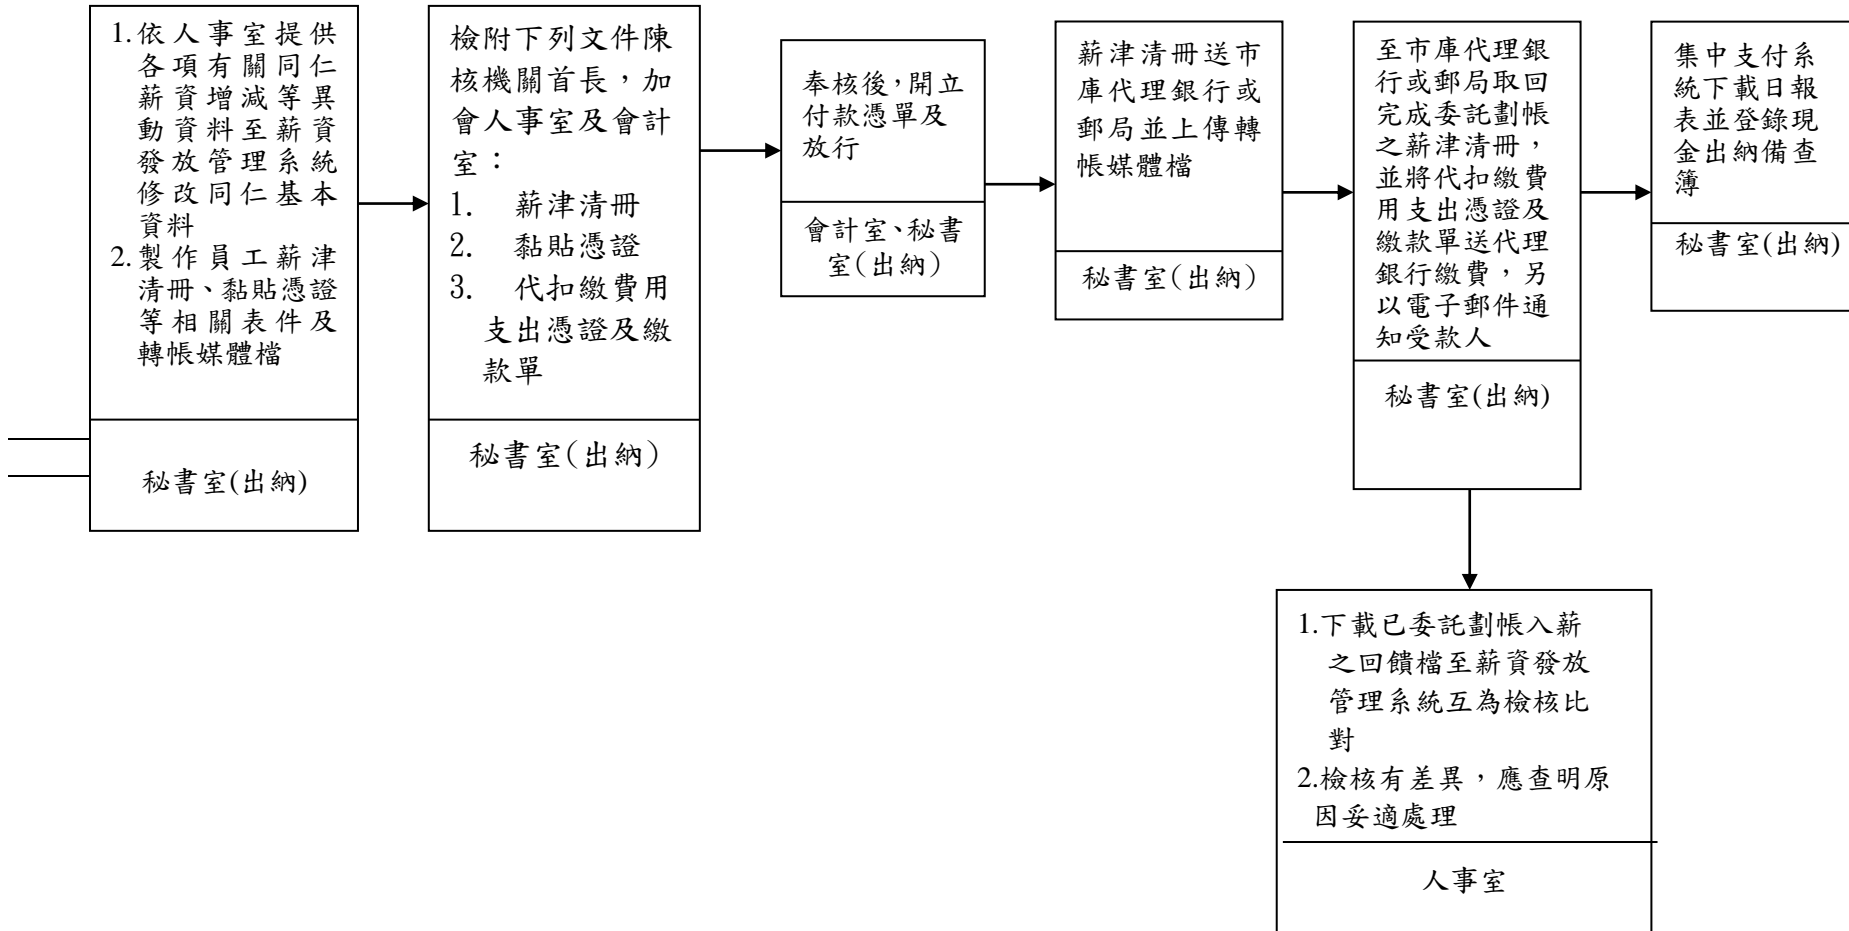 1.依人事室提供
各項有關同仁
薪資增減等異
動資料至薪資
發放管理系統
修改同仁基本
資料
2.製作員工薪津
清冊、黏貼憑證
等相關表件及
轉帳媒體檔
秘書室(出納)
檢附下列文件陳
核機關首長，加
會人事室及會計
室：
1. 薪津清冊
2. 黏貼憑證
3. 代扣繳費用
支出憑證及繳
款單
秘書室(出納)
奉核後，開立
付款憑單及
放行
會計室、秘書
室(出納)
薪津清冊送市
庫代理銀行或
郵局並上傳轉
帳媒體檔
秘書室(出納)
至市庫代理銀
行或郵局取回
完成委託劃帳
之薪津清冊，
並將代扣繳費
用支出憑證及
繳款單送代理
銀行繳費，另
以電子郵件通
知受款人
秘書室(出納)
集中支付系
統下載日報
表並登錄現
金出納備查
簿
秘書室(出納)
1.下載已委託劃帳入薪
之回饋檔至薪資發放
管理系統互為檢核比
對
2.檢核有差異，應查明原
因妥適處理
人事室